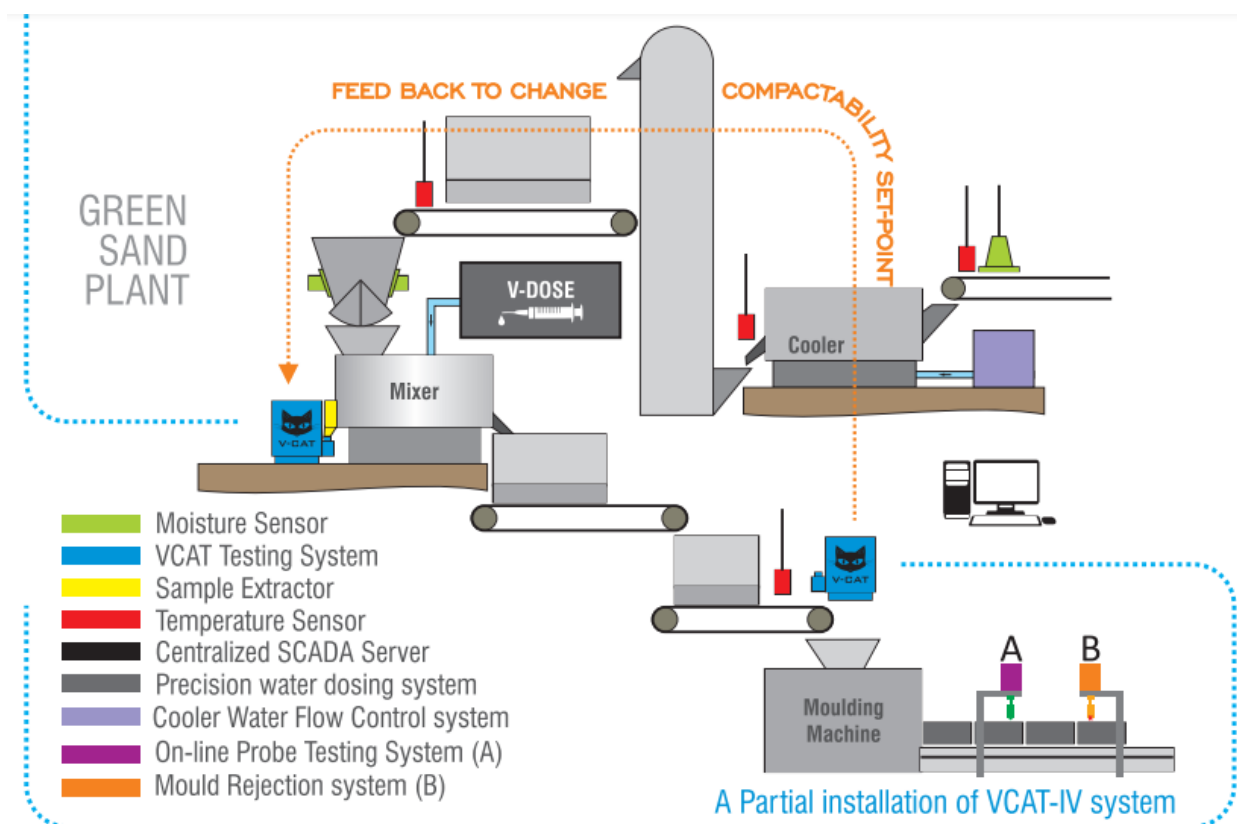 FEED BACK TO CHANGE COMPACTABILITY SET-POINT
GREEN
SAND
PLANT
V-DOSE
Cooler
Mixer
V-CAT
Moisture Sensor
VCAT Testing System
Sample Extractor
Temperature Sensor
Centralized SCADA Server
Precision water dosing system
Cooler Water Flow Control system
On-line Probe Testing System (A)
Mould Rejection system (B)
V-CAT
A
B
Moulding
Machine
A Partial installation of VCAT-IV system